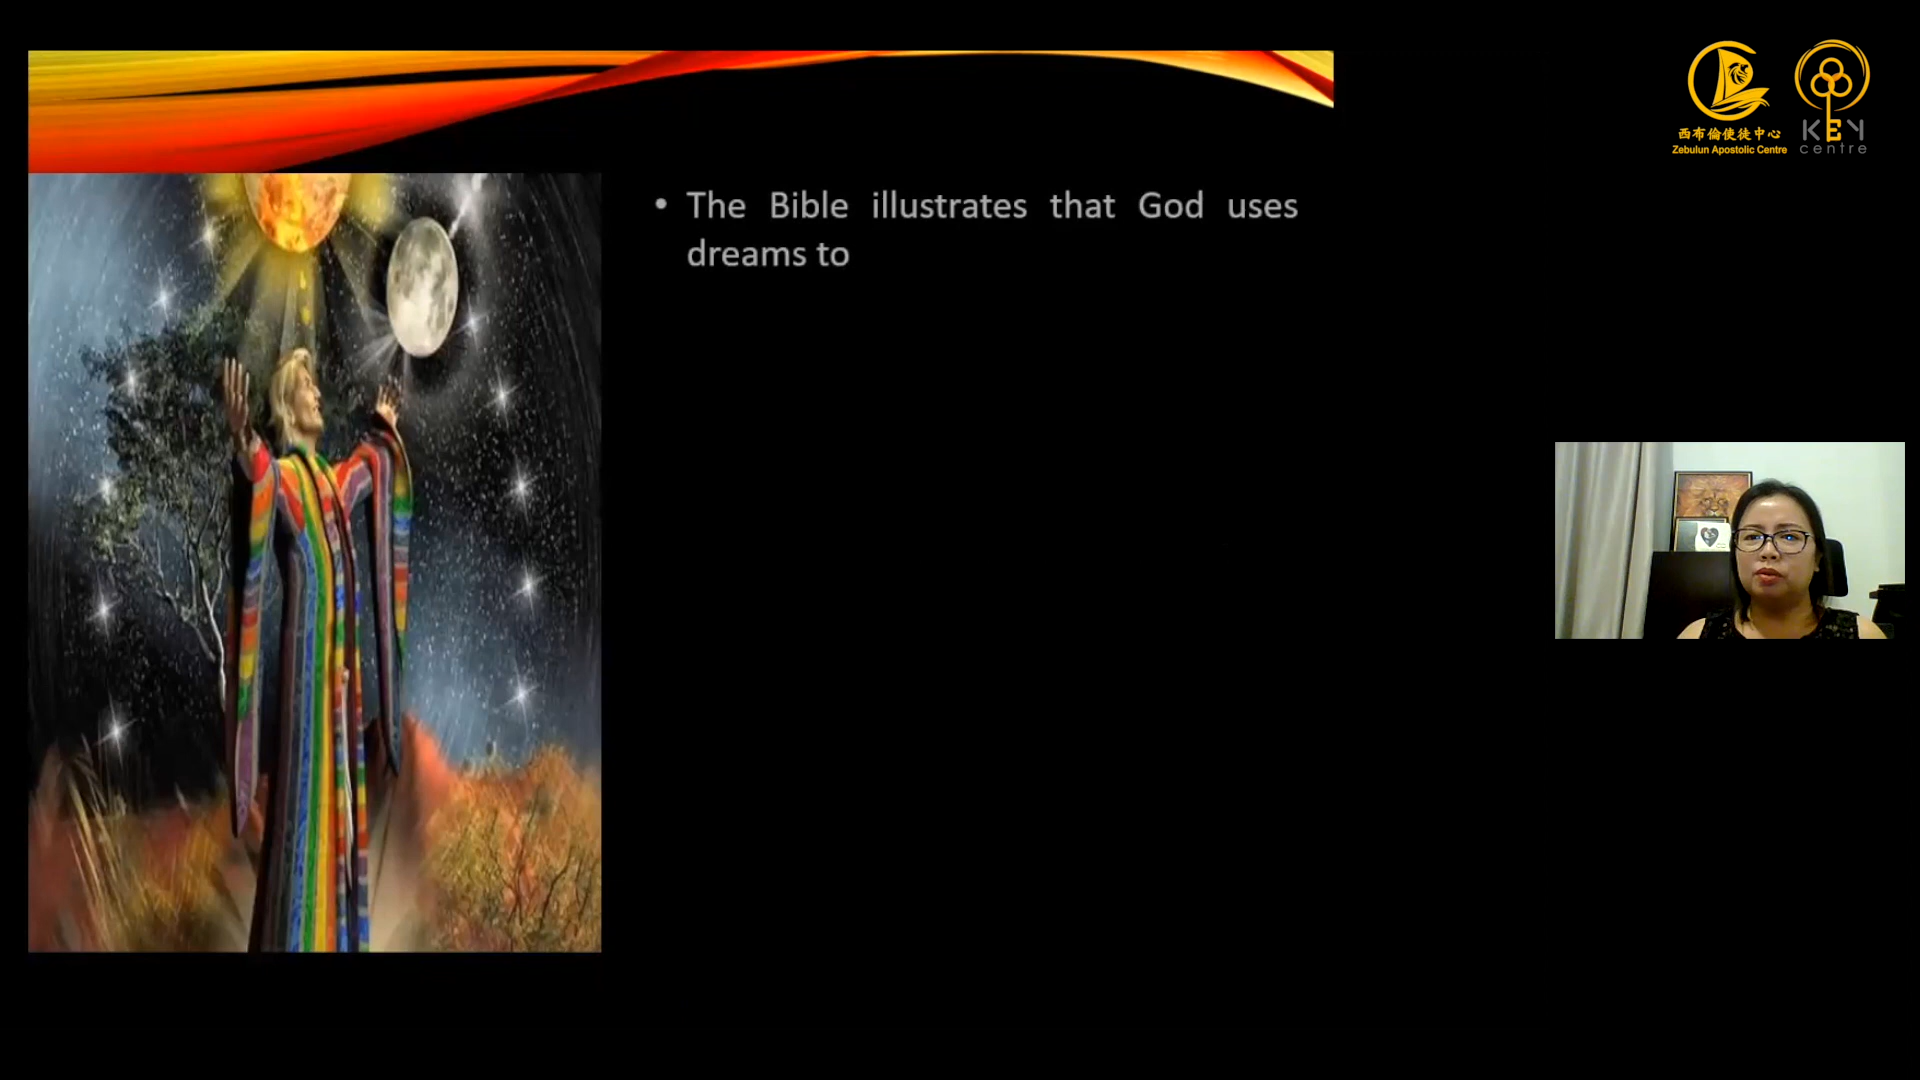 • The Bible illustrates that God uses
dreams to
西布倫使徒中心
Zebulun Apostolic Centre
KEY
centre